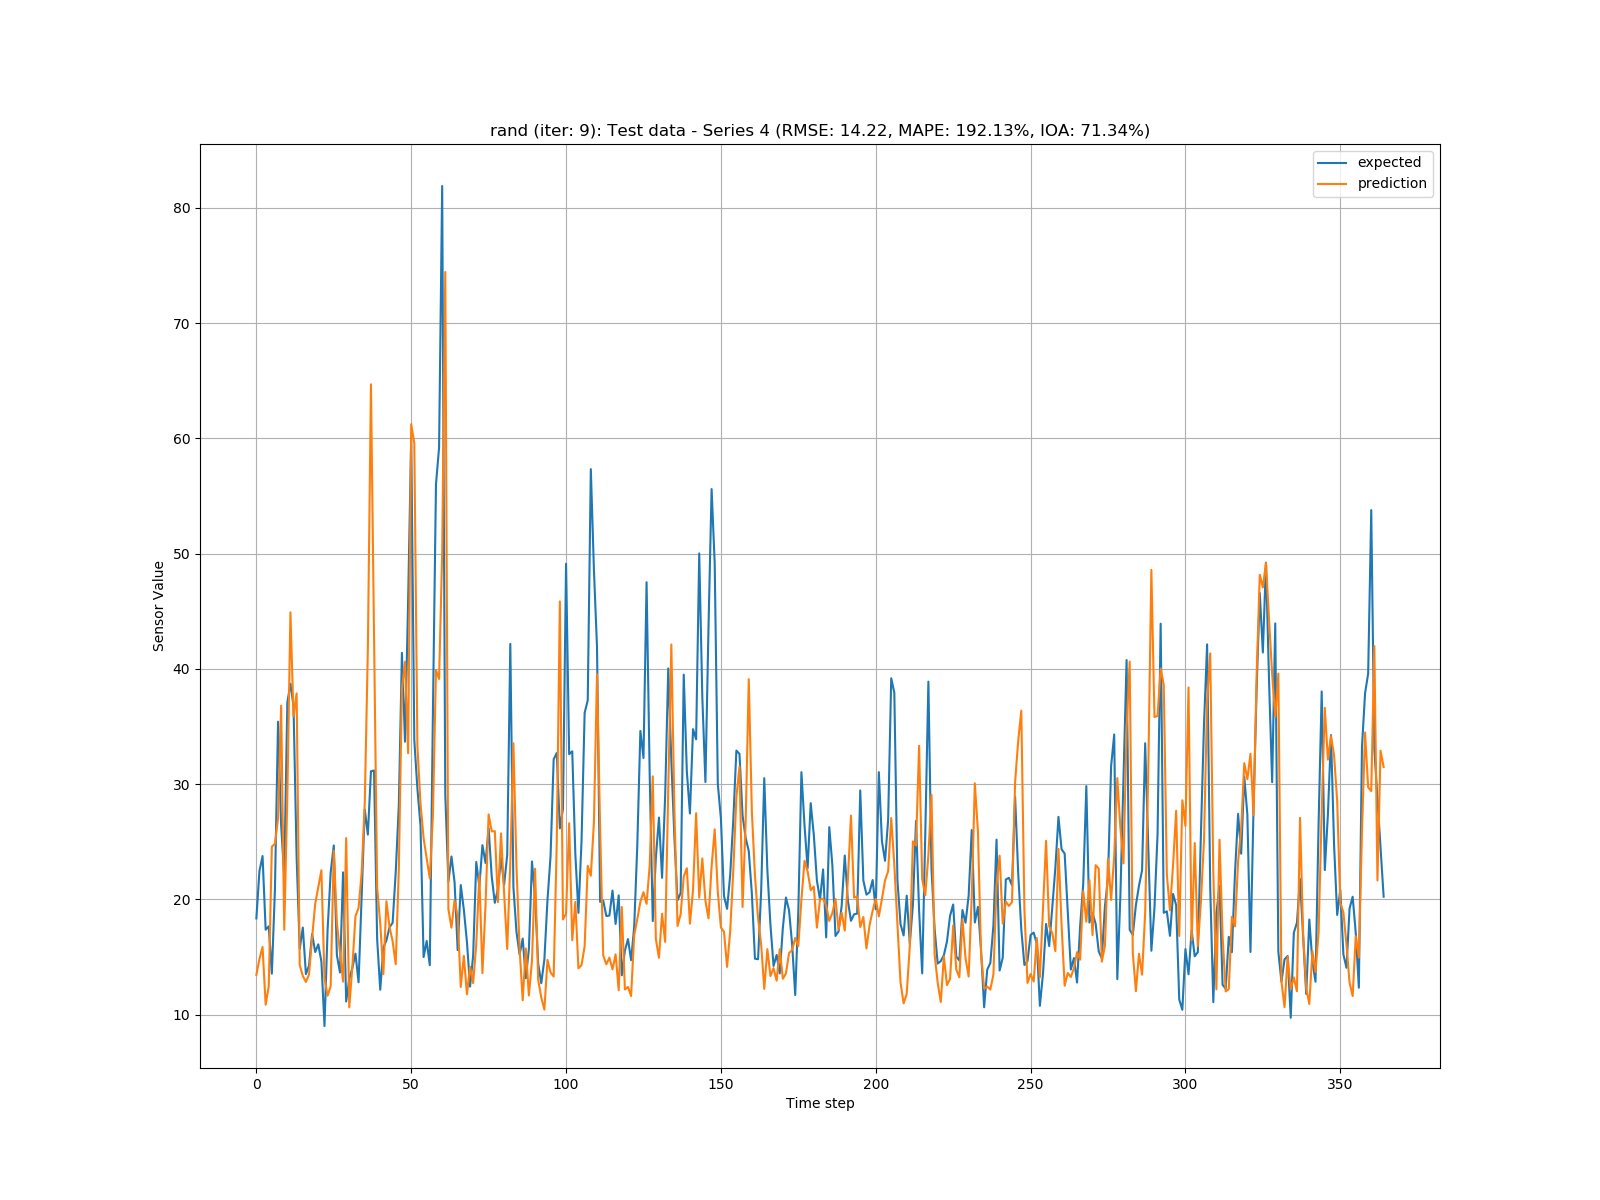 rand (iter: 9): Test data - Series 4 (RMSE: 14.22, MAPE: 192.13%, IOA: 71.34%)
expected
prediction
80
70
60
50
40
30
20
10
Sensor Value
0 50 100 150 200 250 300 350
Time step